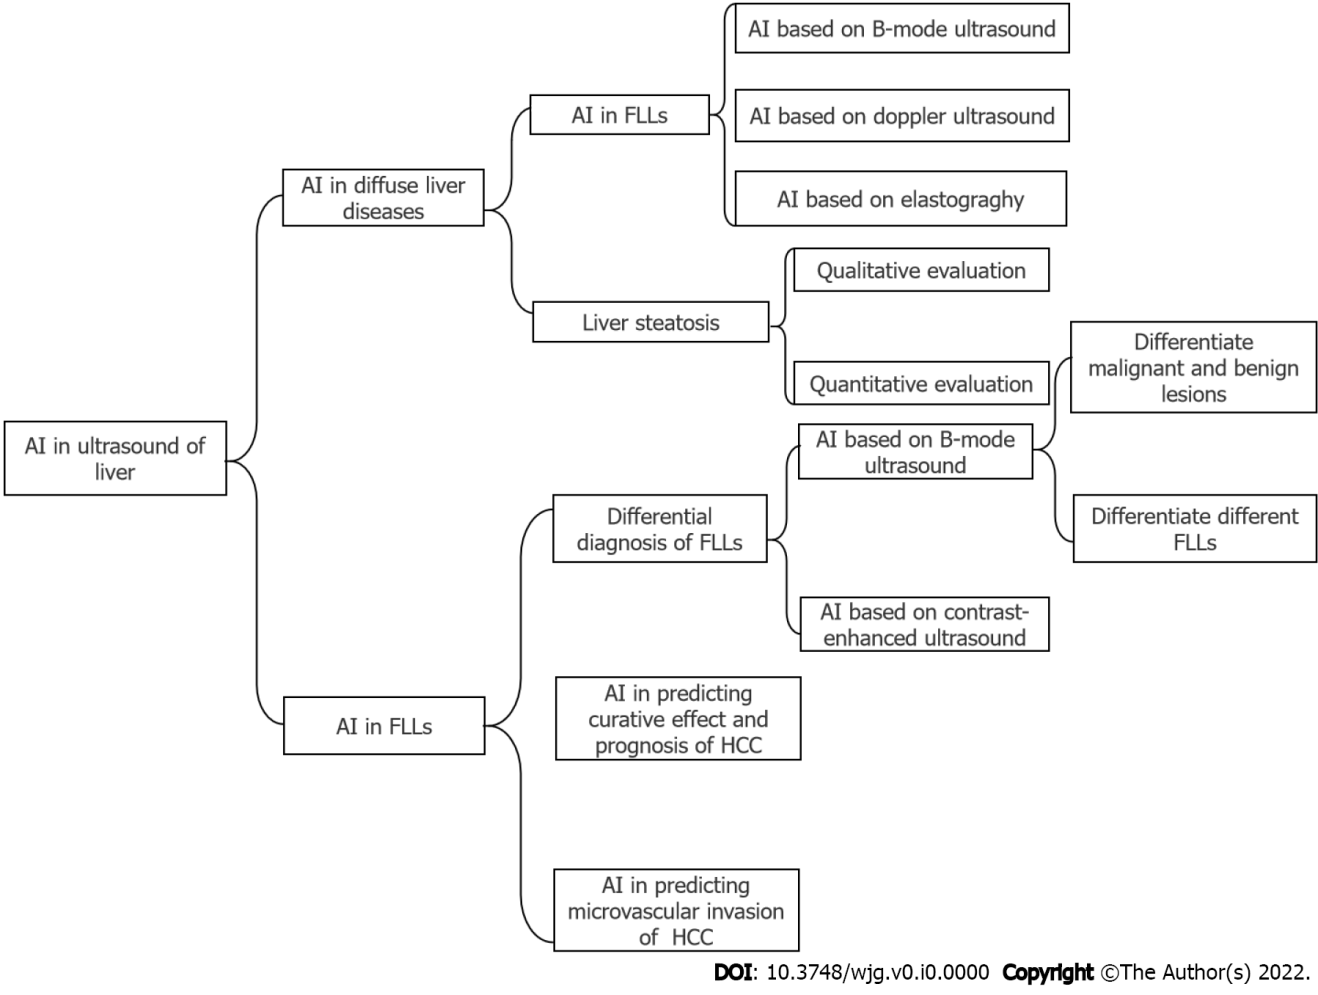 AI in ultrasound of
liver
AI in diffuse liver
diseases
AI in FLLs
AI based on B-mode ultrasound
AI based on doppler ultrasound
AI based on elastograghy
Liver steatosis
Qualitative evaluation
Quantitative evaluation
AI in FLLs
Differential
diagnosis of FLLs
AI based on B-mode
ultrasound
Differentiate
malignant and benign
lesions
Differentiate different
FLLs
AI based on contrast-
enhanced ultrasound
AI in predicting
curative effect and
prognosis of HCC
AI in predicting
microvascular invasion
of HCC
DOI: 10.3748/wjg.v0.i0.0000 Copyright ©The Author(s) 2022.